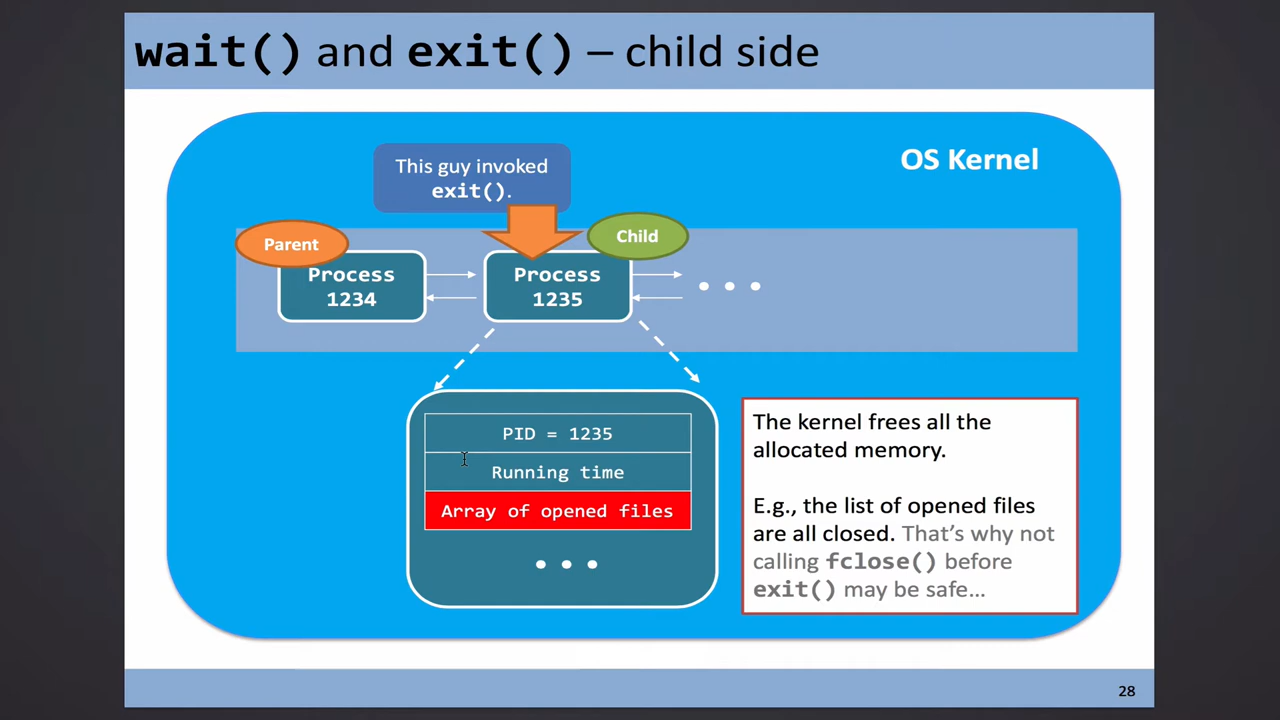 wait() and exit() – child side
OS Kernel
This guy invoked
exit().
Parent
Child
Process
1234
Process
1235
• • •
PID = 1235
Running time
Array of opened files
• • •
The kernel frees all the
allocated memory.
E.g., the list of opened files
are all closed. That’s why not
calling fclose() before
exit() may be safe…
28